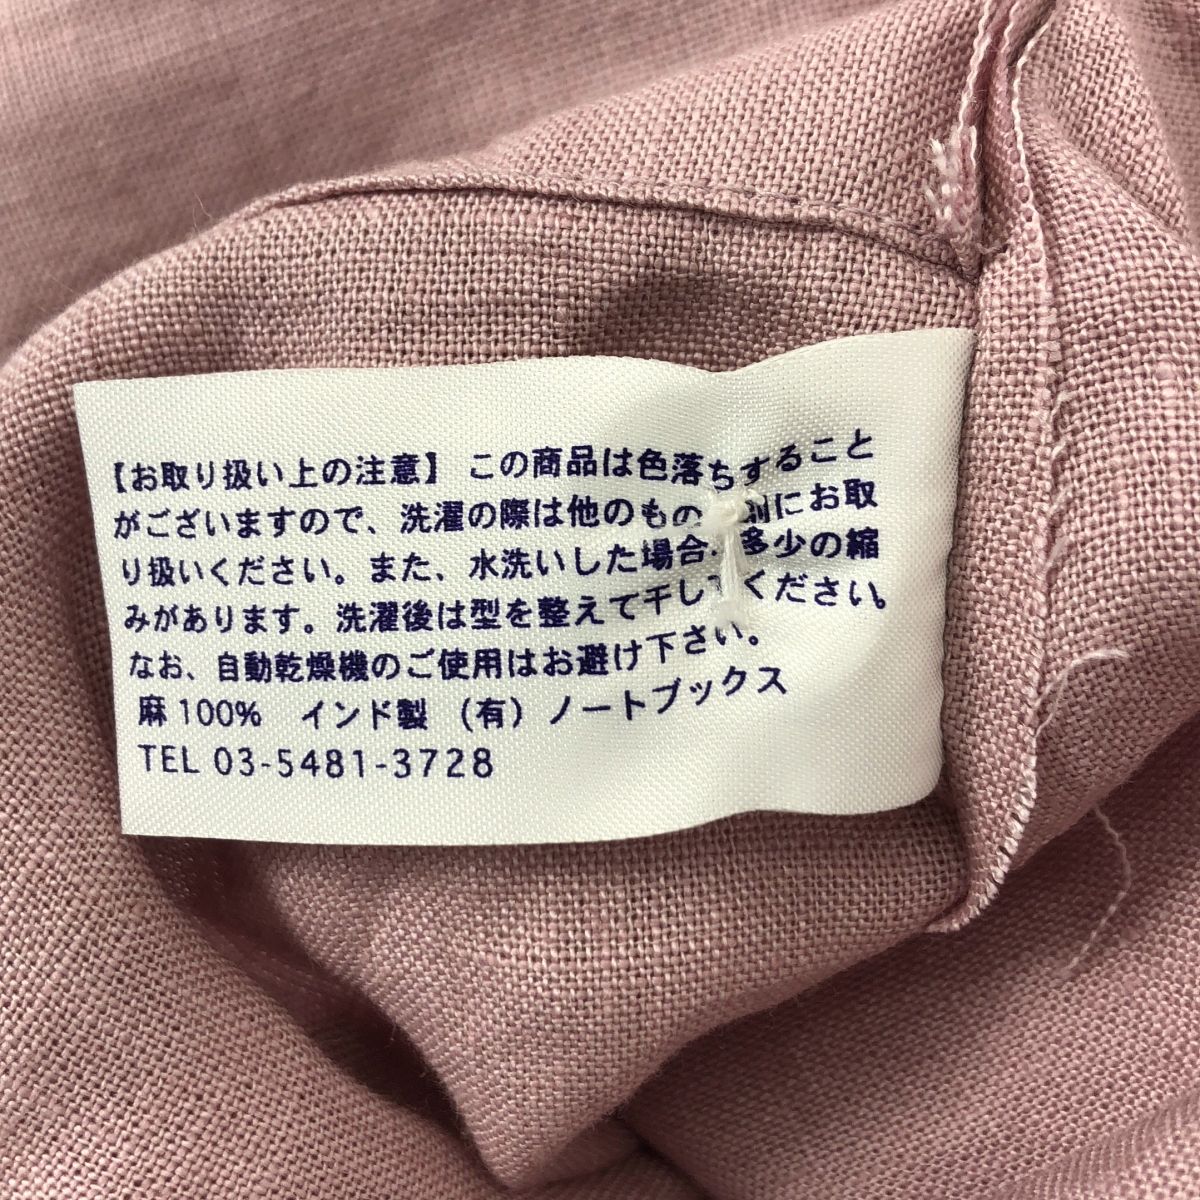 【お取り扱い上の注意】 この商品は色落ちすること
がございますので、洗濯の際は他のもの 別にお取
り扱いください。また、水洗いした場合、多少の縮
みがあります。洗濯後は型を整えて干して ください。
なお、自動乾燥機のご使用はお避け下さい。
麻 100% インド製 (有) ノートブックス
TEL 03-5481-3728